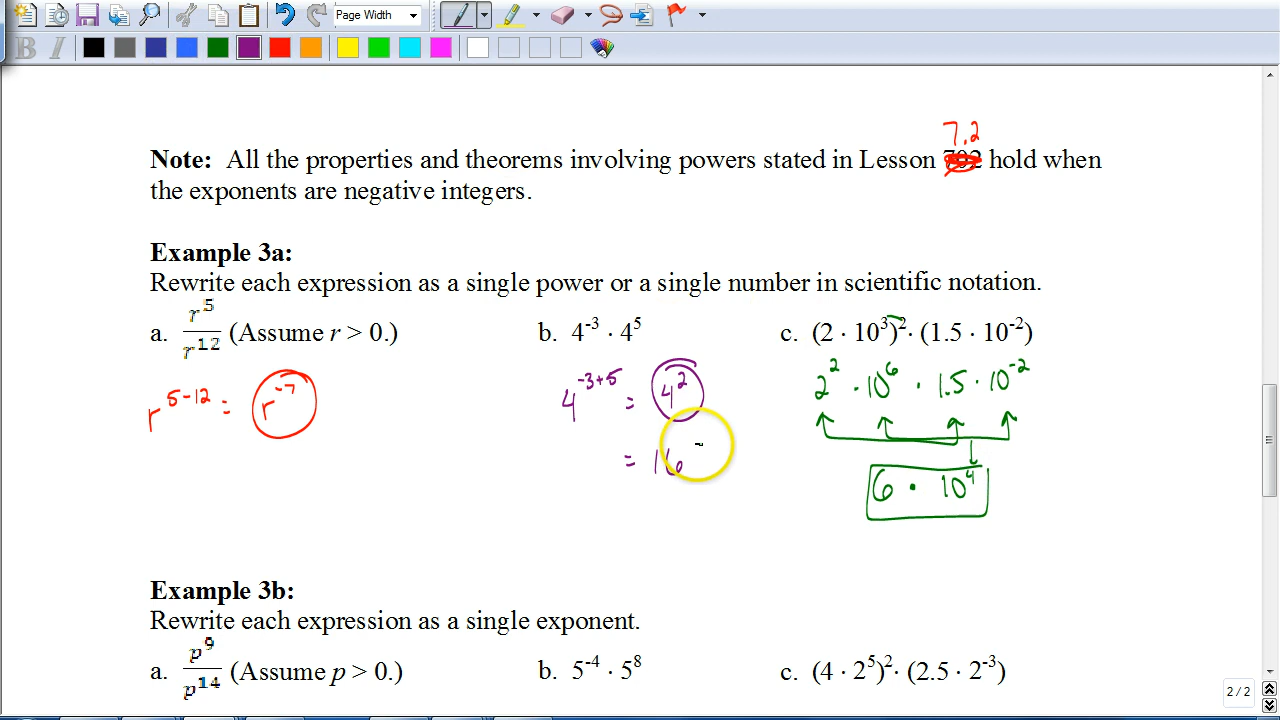 Page Width
B I
7.2
Note: All the properties and theorems involving powers stated in Lesson 702 hold when
the exponents are negative integers.
Example 3a:
Rewrite each expression as a single power or a single number in scientific notation.
a. r^5/r^12 (Assume r > 0.) b. 4^-3 · 4^5 c. (2 · 10^3)^2 · (1.5 · 10^-2)
r^5-12 = r^-7 4^-3+5 = 4^2 2^2 · 10^6 · 1.5 · 10^-2
= 16 6 · 10^4
Example 3b:
Rewrite each expression as a single exponent.
a. p^9/p^14 (Assume p > 0.) b. 5^-4 · 5^8 c. (4 · 2^5)^2 · (2.5 · 2^-3)
2 / 2